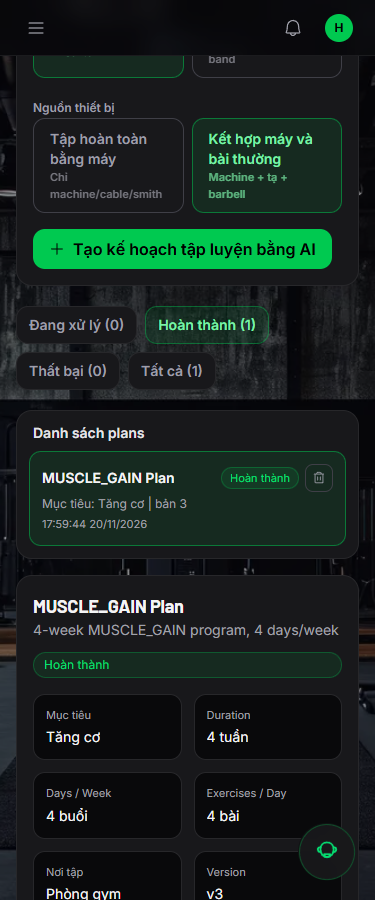 H
band
Nguồn thiết bị
Tập hoàn toàn
bằng máy
Chỉ
machine/cable/smith
Kết hợp máy và
bài thường
Machine + tạ +
barbell
+ Tạo kế hoạch tập luyện bằng AI
Đang xử lý (0)
Hoàn thành (1)
Thất bại (0)
Tất cả (1)
Danh sách plans
MUSCLE_GAIN Plan
Hoàn thành
Mục tiêu: Tăng cơ | bản 3
17:59:44 20/11/2026
MUSCLE_GAIN Plan
4-week MUSCLE_GAIN program, 4 days/week
Hoàn thành
Mục tiêu
Tăng cơ
Duration
4 tuần
Days / Week
4 buổi
Exercises / Day
4 bài
Nơi tập
Phòng gym
Version
v3